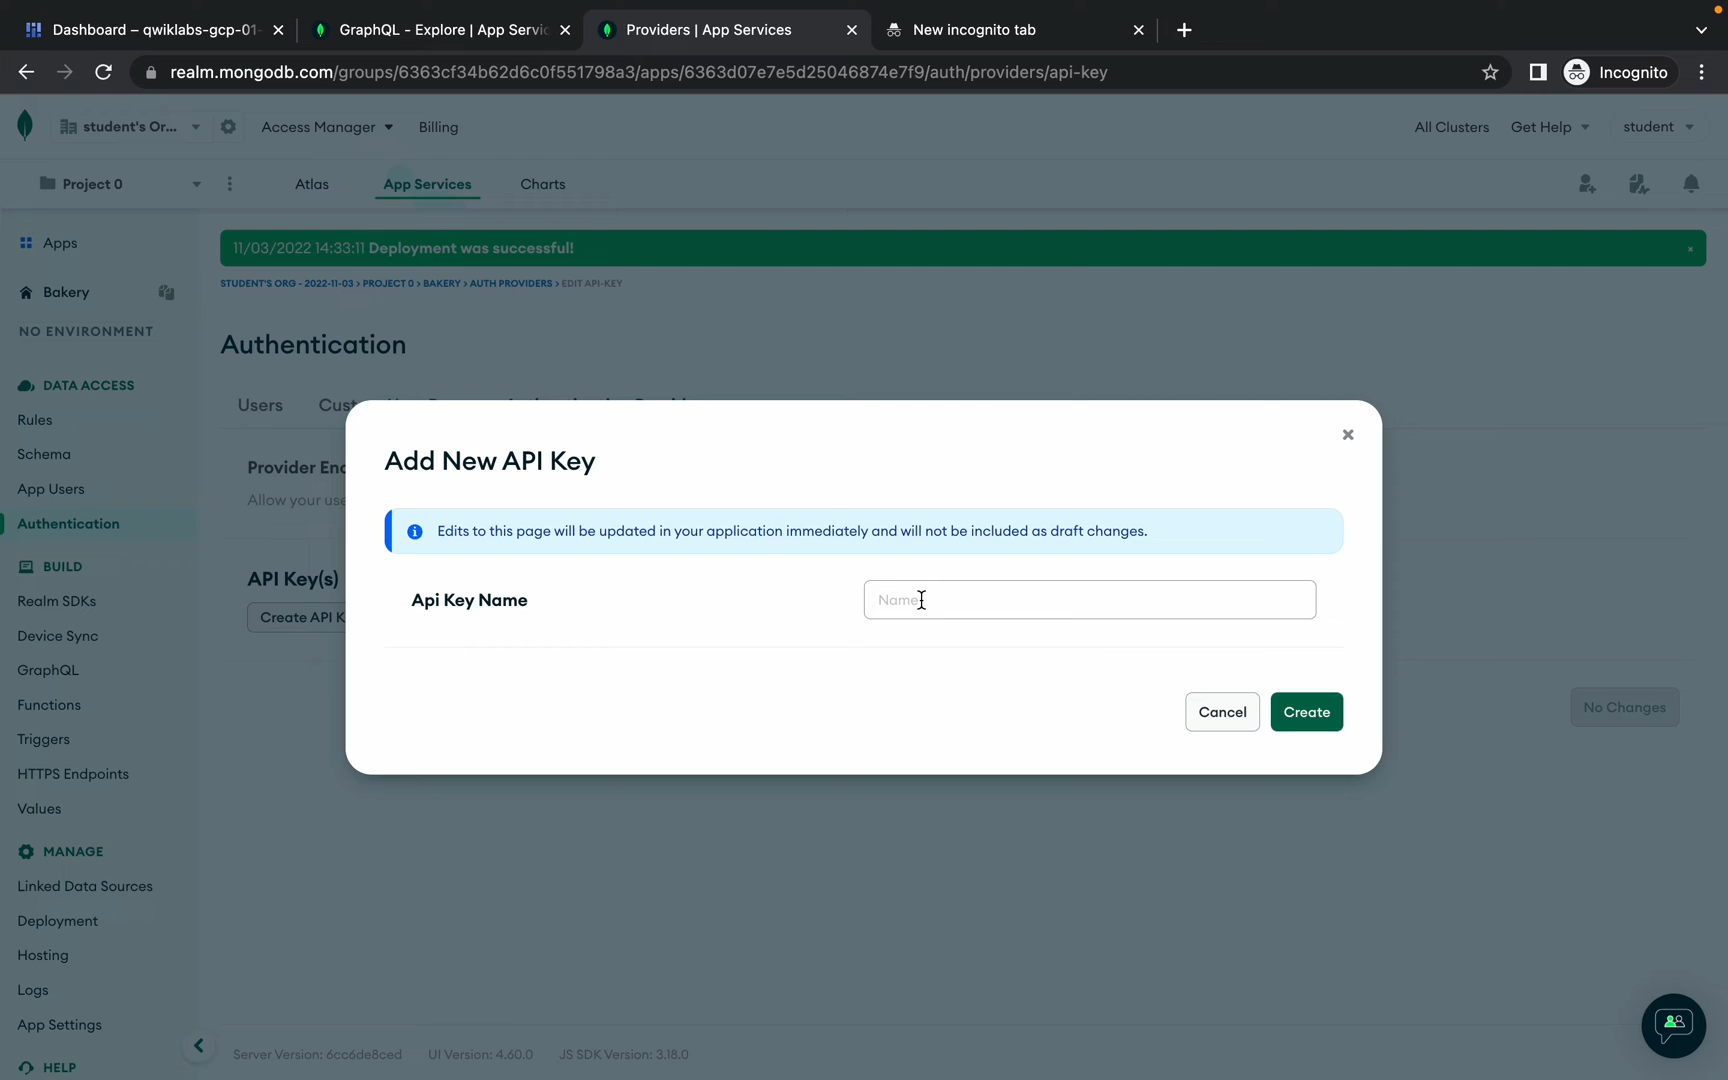 Dashboard – qwiklabs-gcp-01-
GraphQL - Explore | App Servic
Providers | App Services
New incognito tab
realm.mongodb.com/groups/6363cf34b62d6c0f551798a3/apps/6363d07e7e5d25046874e7f9/auth/providers/api-key
Incognito
student's Or...
Access Manager
Billing
All Clusters
Get Help
student
Project 0
Atlas
App Services
Charts
Apps
11/03/2022 14:33:11 Deployment was successful!
STUDENT'S ORG - 2022-11-03 > PROJECT 0 > BAKERY > AUTH PROVIDERS > EDIT API-KEY
Bakery
NO ENVIRONMENT
Authentication
DATA ACCESS
Users
Rules
Schema
App Users
Authentication
BUILD
Realm SDKs
Device Sync
GraphQL
Functions
Triggers
HTTPS Endpoints
Values
MANAGE
Linked Data Sources
Deployment
Hosting
Logs
App Settings
HELP
Provider
Allow your
API Key(s)
Create API
Add New API Key
Edits to this page will be updated in your application immediately and will not be included as draft changes.
Api Key Name
Name
Cancel
Create
No Changes
Server Version: 6cc6de8ced
UI Version: 4.60.0
JS SDK Version: 3.18.0